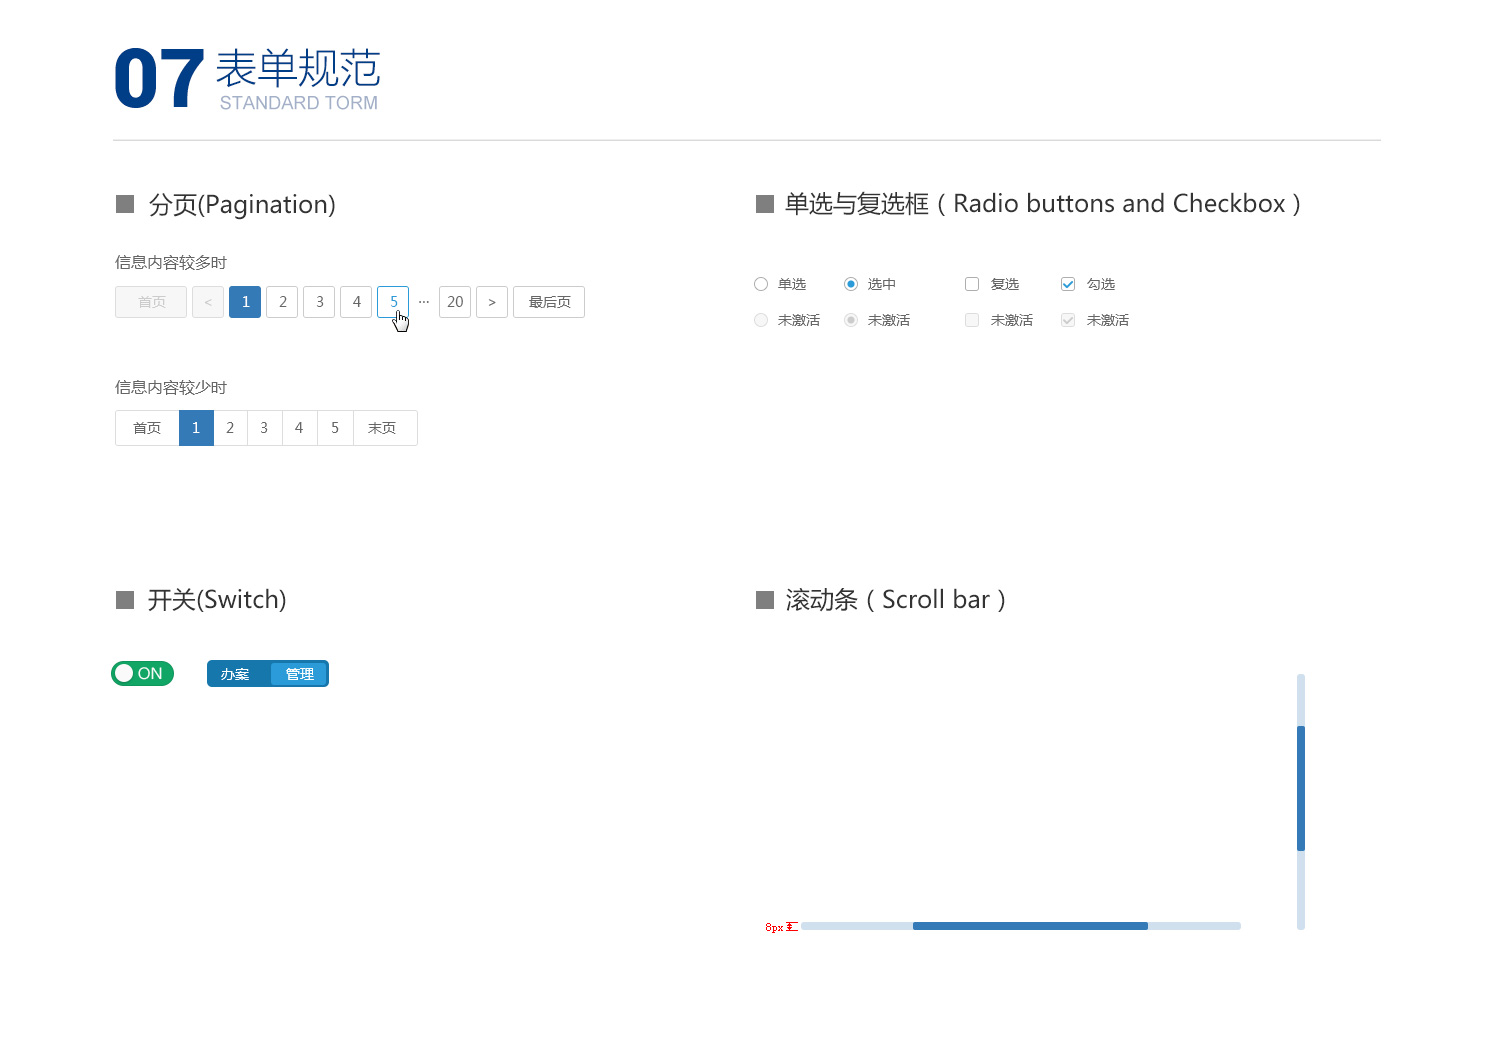 07 表单规范
STANDARD TORM
分页(Pagination)
信息内容较多时
首页 < 1 2 3 4 5 ··· 20 > 最后页
信息内容较少时
首页 1 2 3 4 5 末页
单选与复选框 ( Radio buttons and Checkbox )
单选 选中 复选 勾选
未激活 未激活 未激活 未激活
开关(Switch)
ON 办案 管理
滚动条 ( Scroll bar )
8px